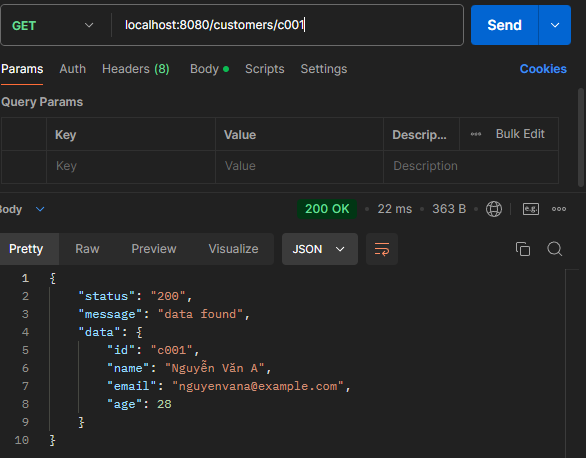 GET localhost:8080/customers/c001 Send
Params Auth Headers (8) Body Scripts Settings Cookies
Query Params
Key Value Descrip... Bulk Edit
Key Value Description
Body 200 OK 22 ms 363 B e.g.
Pretty Raw Preview Visualize JSON
1 {
2 "status": "200",
3 "message": "data found",
4 "data": {
5 "id": "c001",
6 "name": "Nguyễn Văn A",
7 "email": "nguyenvana@example.com",
8 "age": 28
9 }
10 }